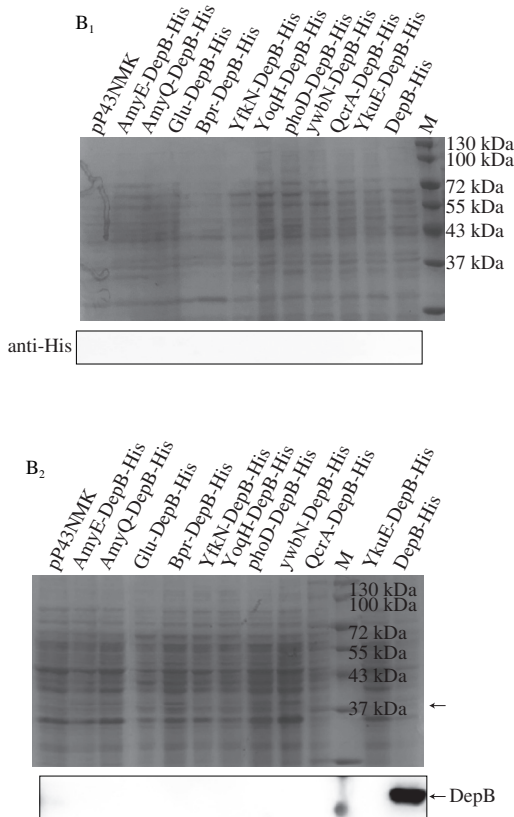 B1
pP43NMK
AmyE-DepB-His
AmyQ-DepB-His
Glu-DepB-His
Bpr-DepB-His
YfkN-DepB-His
YoqH-DepB-His
phoD-DepB-His
ywbN-DepB-His
QcrA-DepB-His
YkuE-DepB-His
DepB-His
M
130 kDa
100 kDa
72 kDa
55 kDa
43 kDa
37 kDa
anti-His
B2
pP43NMK
AmyE-DepB-His
AmyQ-DepB-His
Glu-DepB-His
Bpr-DepB-His
YfkN-DepB-His
YoqH-DepB-His
phoD-DepB-His
ywbN-DepB-His
QcrA-DepB-His
M
YkuE-DepB-His
DepB-His
130 kDa
100 kDa
72 kDa
55 kDa
43 kDa
37 kDa
←
← DepB